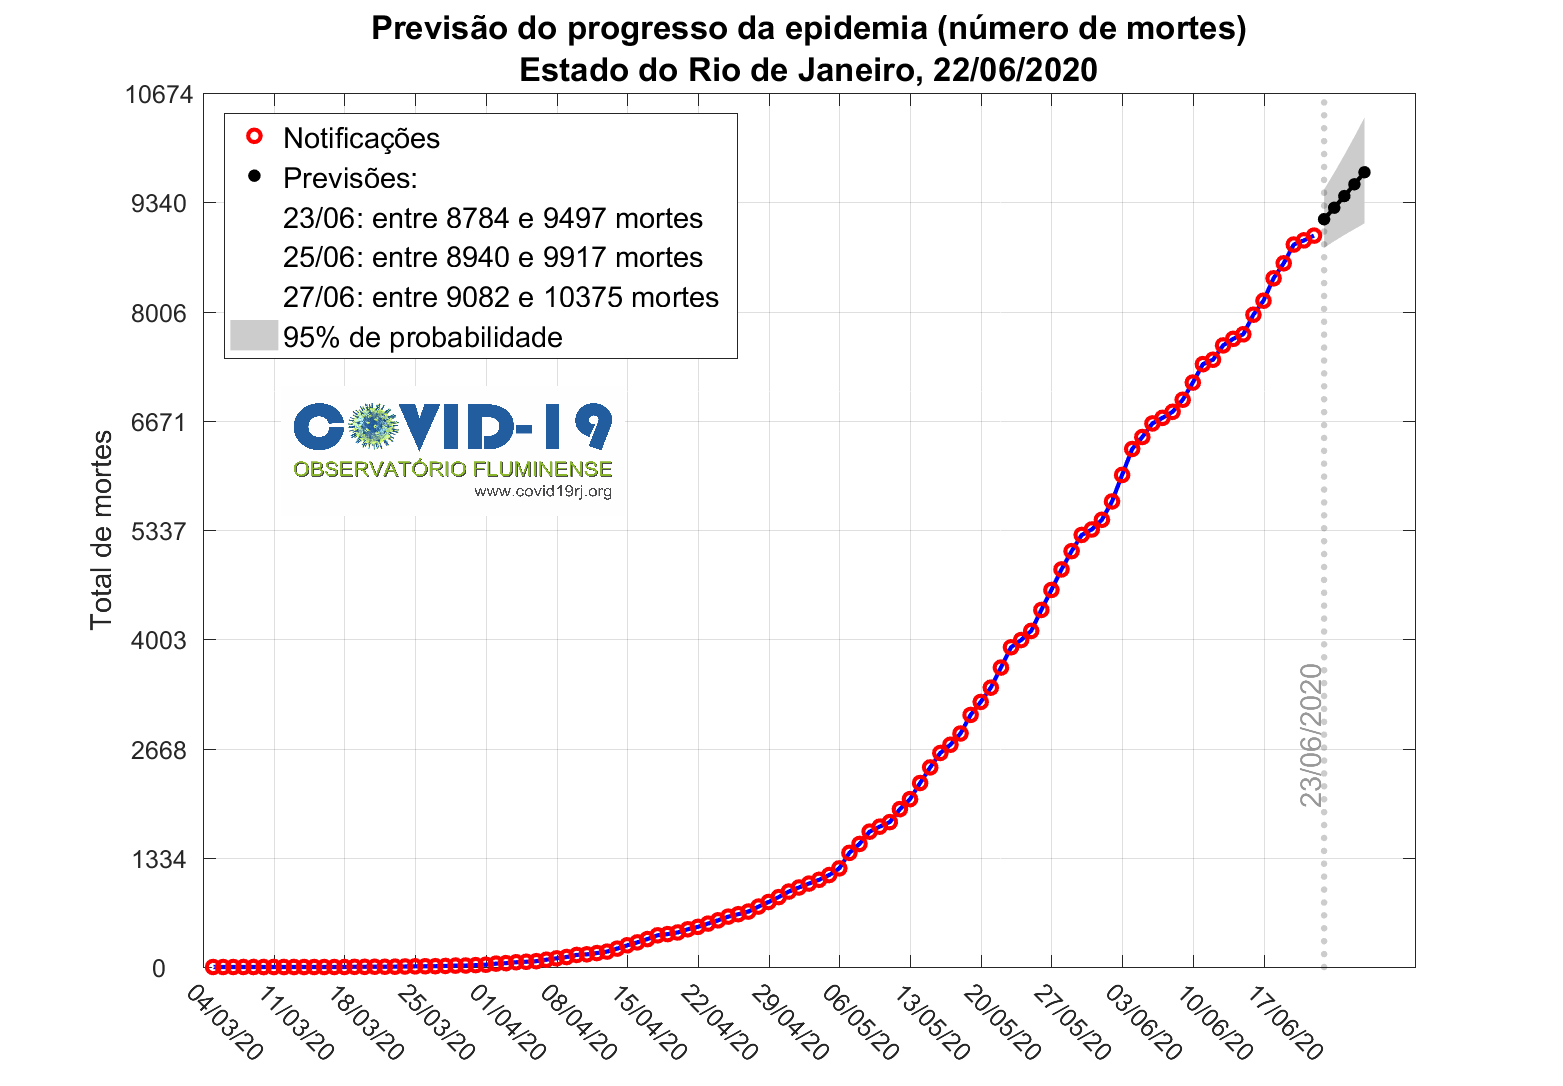 Previsão do progresso da epidemia (número de mortes)
Estado do Rio de Janeiro, 22/06/2020
10674
9340
8006
6671
5337
4003
2668
1334
0
Total de mortes
Notificações
Previsões:
23/06: entre 8784 e 9497 mortes
25/06: entre 8940 e 9917 mortes
27/06: entre 9082 e 10375 mortes
95% de probabilidade
COVID-19
OBSERVATÓRIO FLUMINENSE
www.covid19rj.org
23/06/2020
04/03/20
11/03/20
18/03/20
25/03/20
01/04/20
08/04/20
15/04/20
22/04/20
29/04/20
06/05/20
13/05/20
20/05/20
27/05/20
03/06/20
10/06/20
17/06/20